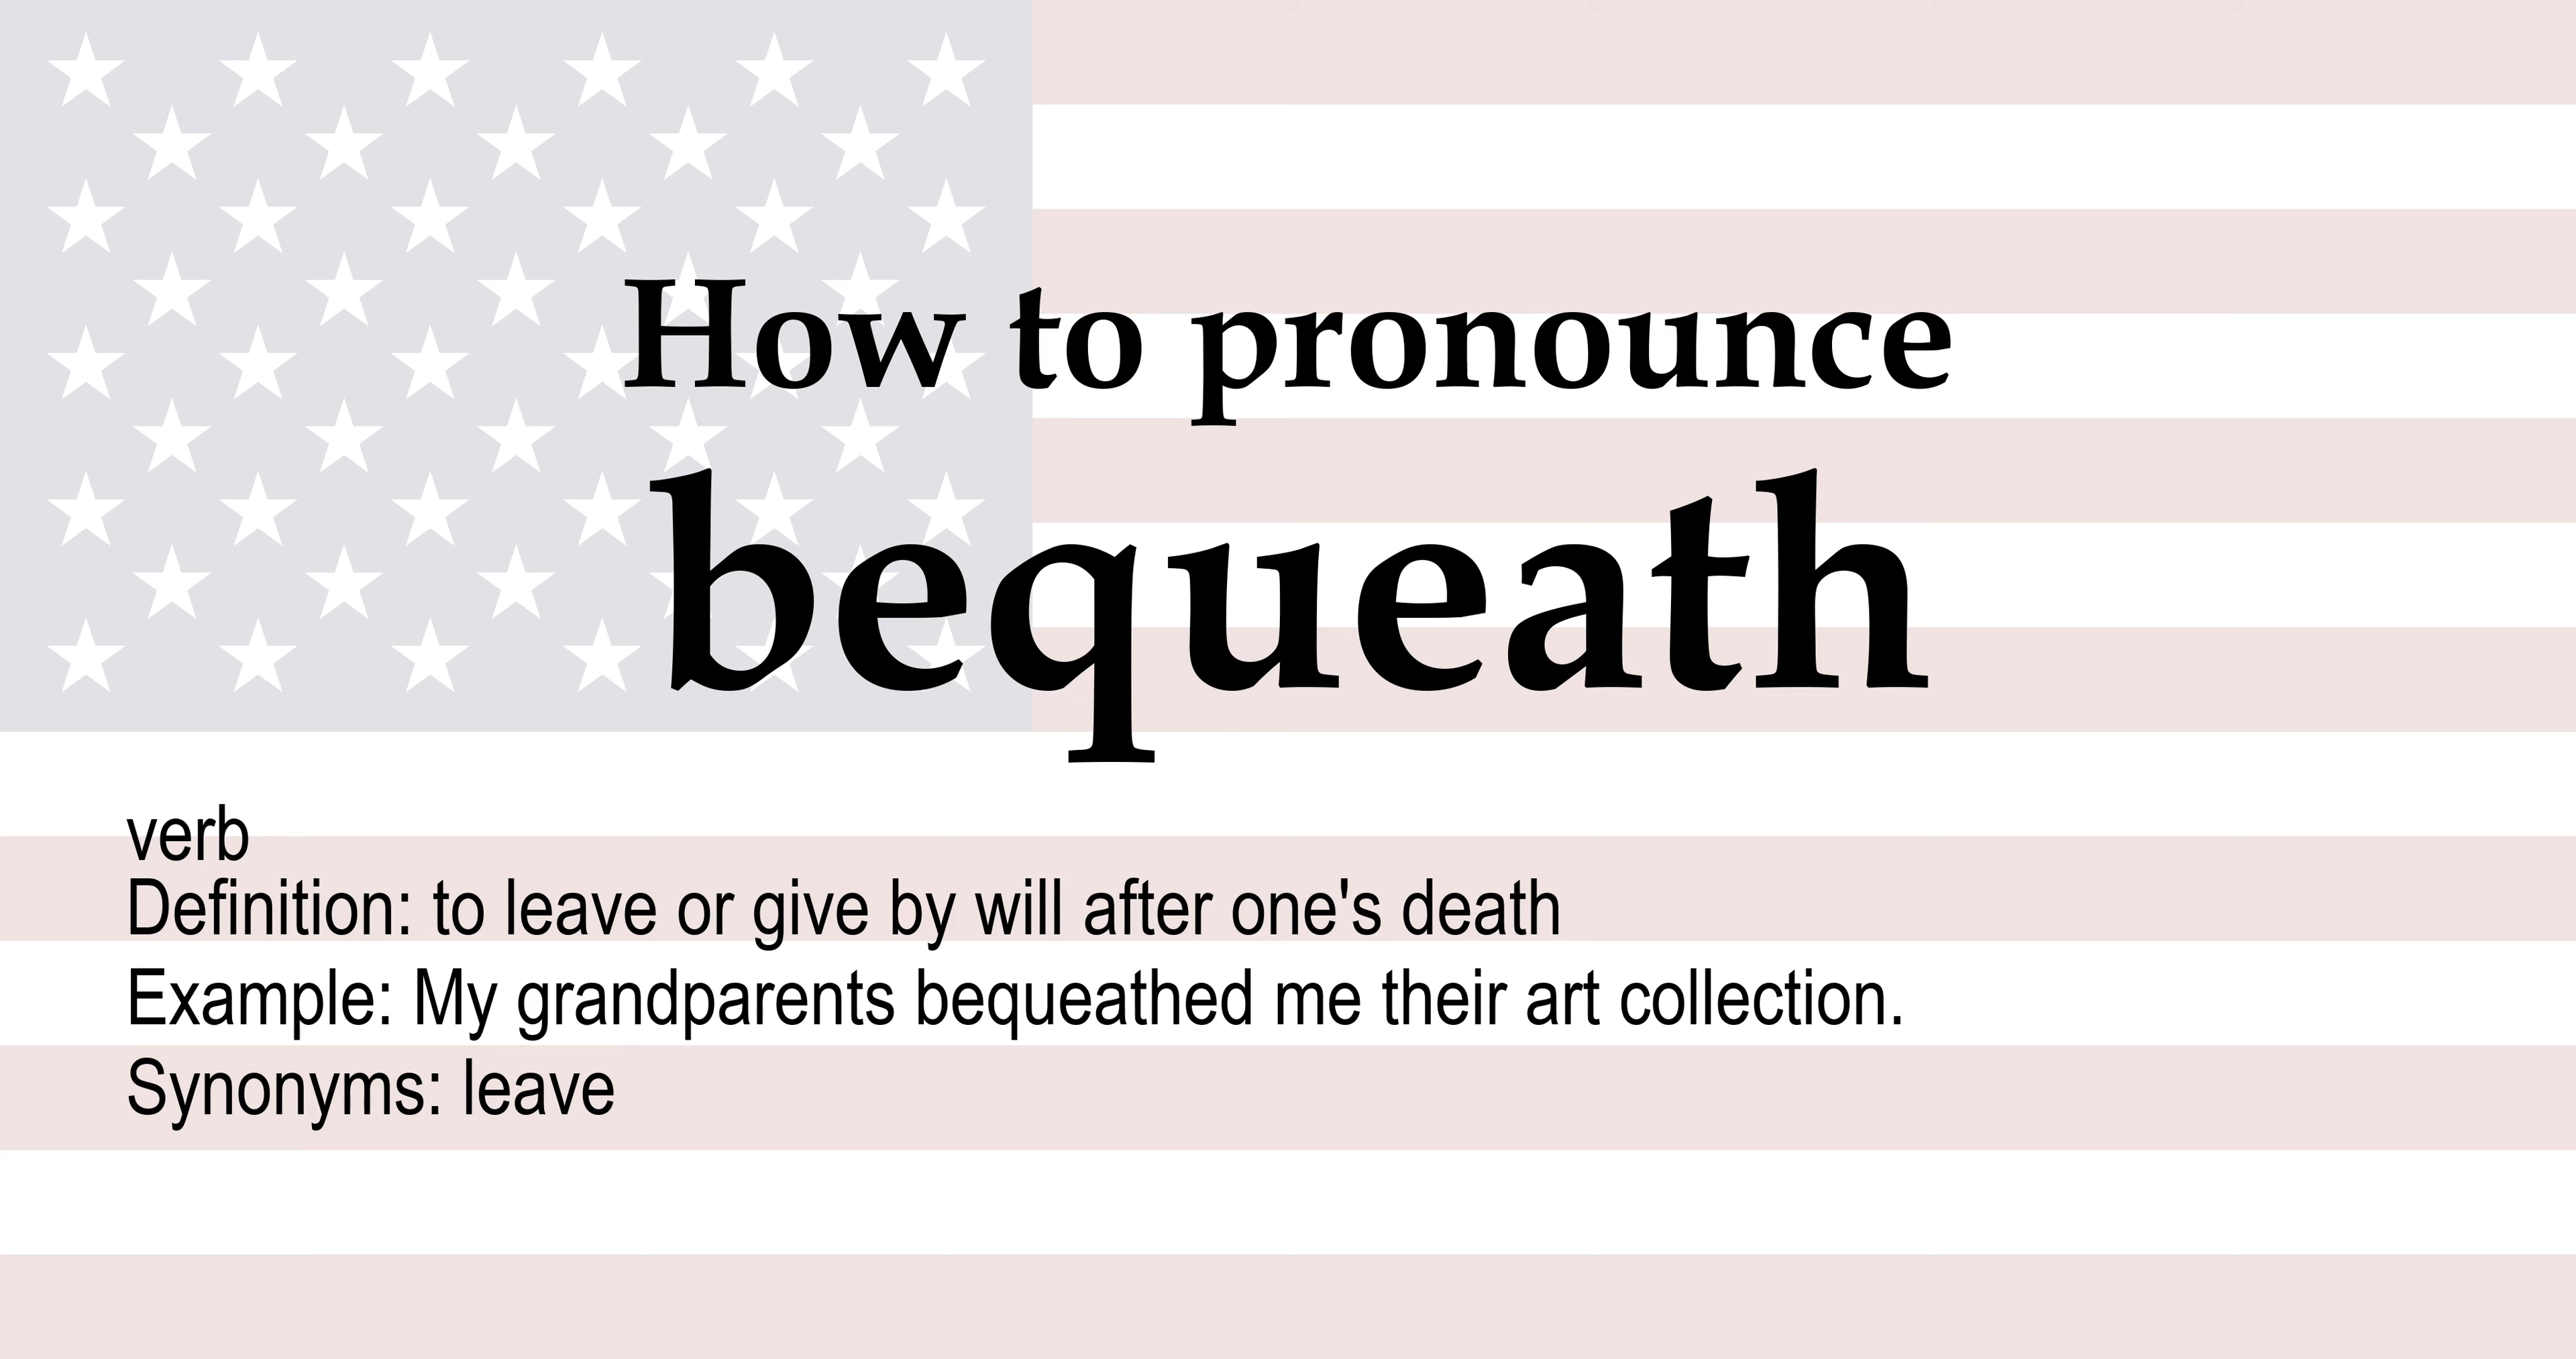 How to pronounce
bequeath
verb
Definition: to leave or give by will after one's death
Example: My grandparents bequeathed me their art collection.
Synonyms: leave